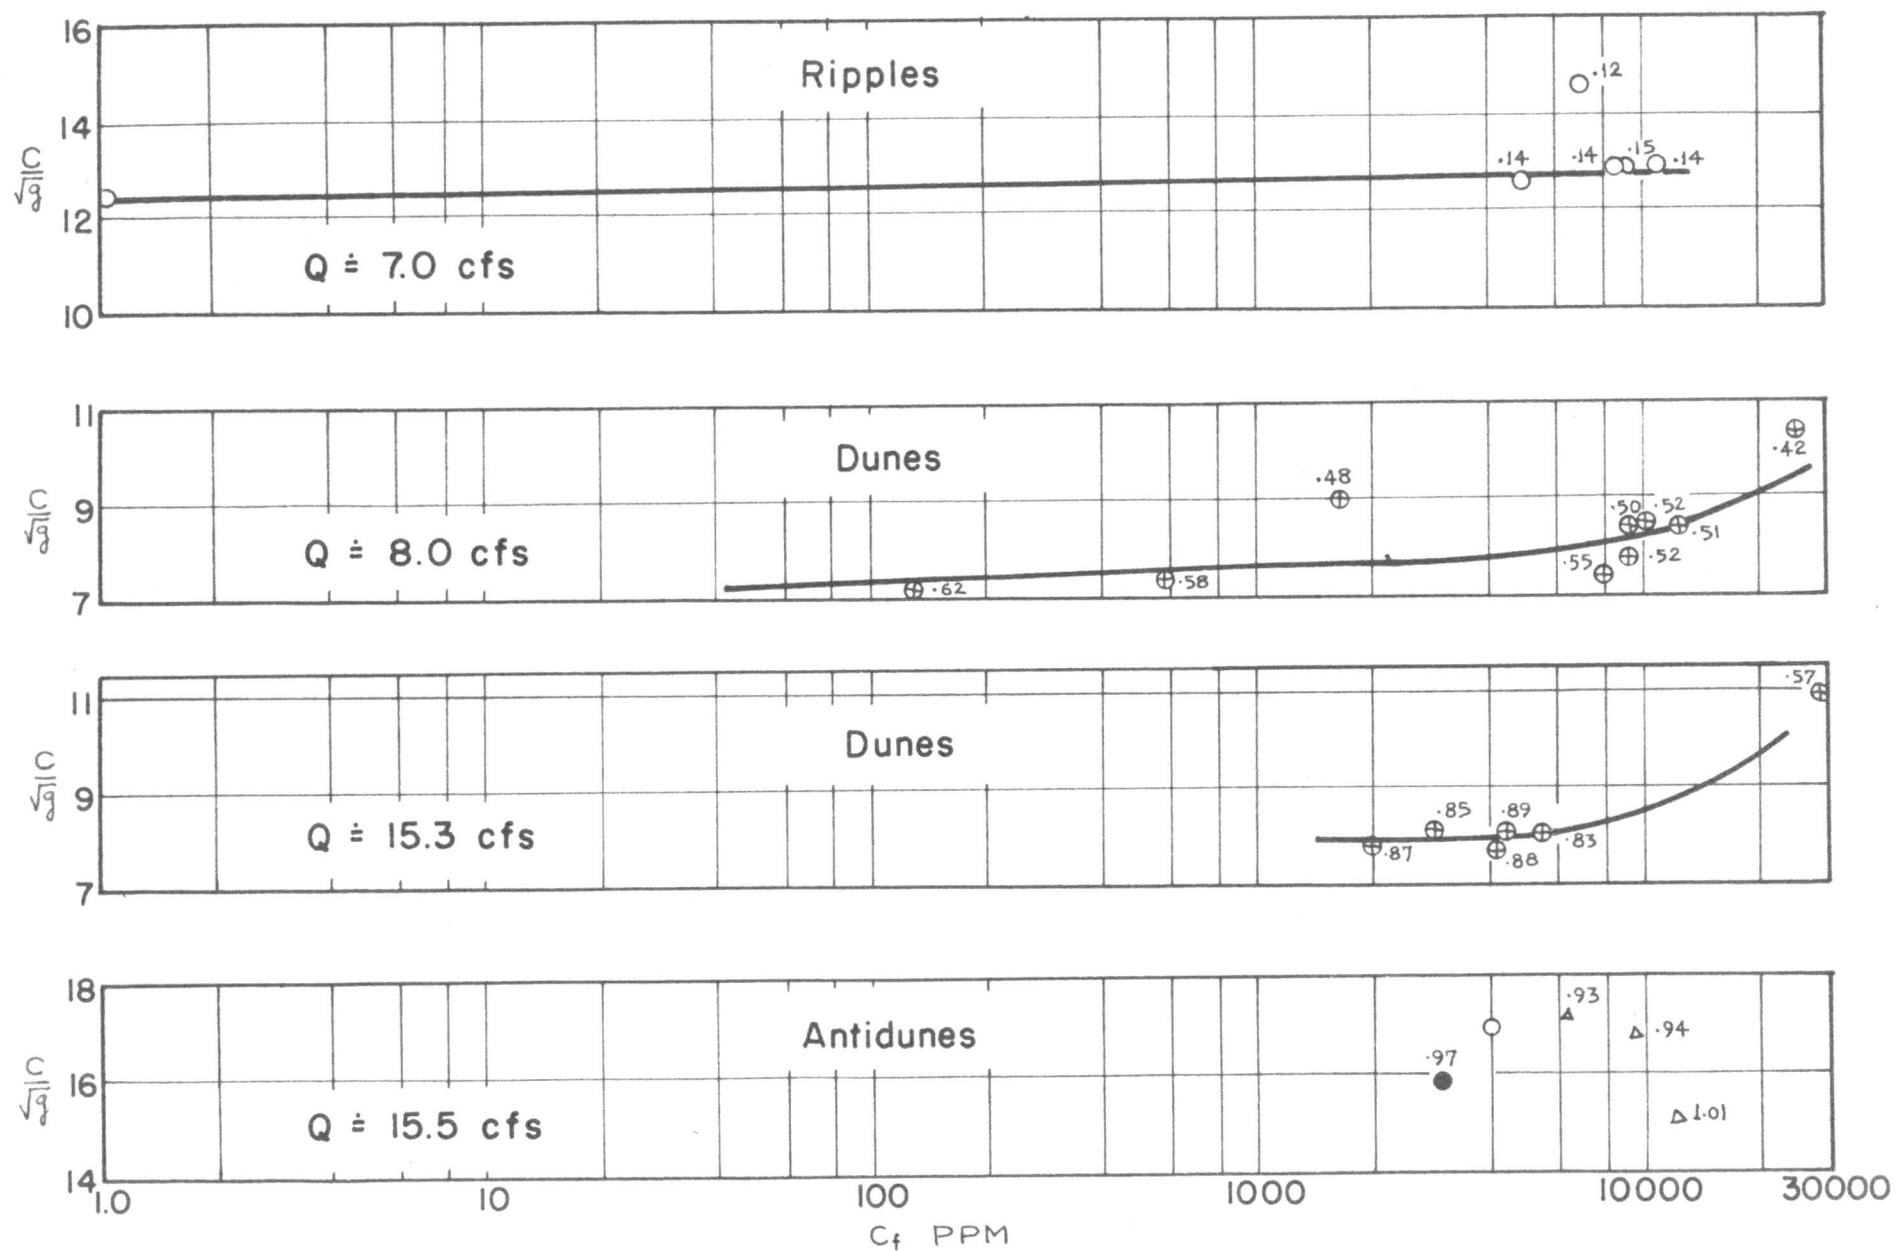 16
Ripples
.12
14
C
√g
.14
.14
.15
.14
12
Q ≐ 7.0 cfs
10
11
Dunes
.42
.48
C
√g
9
.50
.52
.51
Q ≐ 8.0 cfs
.55
.52
.62
.58
7
11
.57
Dunes
C
√g
9
.85
.89
Q ≐ 15.3 cfs
.87
.88
.83
7
18
.93
Antidunes
.94
.97
C
√g
16
1.01
Q ≐ 15.5 cfs
14
1.0
10
100
1000
10000
30000
Cf PPM